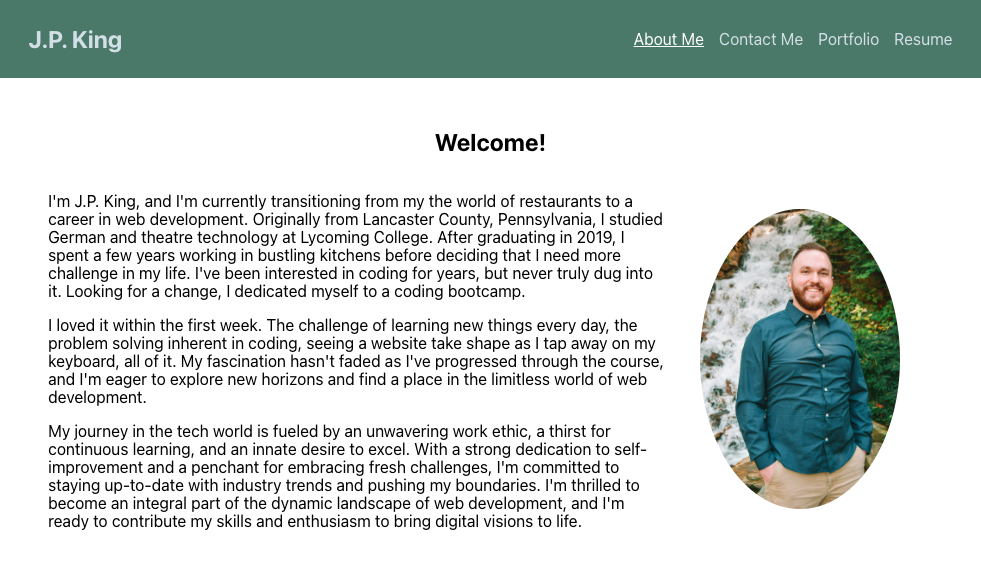 J.P. King
About Me Contact Me Portfolio Resume
Welcome!
I'm J.P. King, and I'm currently transitioning from my the world of restaurants to a
career in web development. Originally from Lancaster County, Pennsylvania, I studied
German and theatre technology at Lycoming College. After graduating in 2019, I
spent a few years working in bustling kitchens before deciding that I need more
challenge in my life. I've been interested in coding for years, but never truly dug into
it. Looking for a change, I dedicated myself to a coding bootcamp.
I loved it within the first week. The challenge of learning new things every day, the
problem solving inherent in coding, seeing a website take shape as I tap away on my
keyboard, all of it. My fascination hasn't faded as I've progressed through the course,
and I'm eager to explore new horizons and find a place in the limitless world of web
development.
My journey in the tech world is fueled by an unwavering work ethic, a thirst for
continuous learning, and an innate desire to excel. With a strong dedication to self-
improvement and a penchant for embracing fresh challenges, I'm committed to
staying up-to-date with industry trends and pushing my boundaries. I'm thrilled to
become an integral part of the dynamic landscape of web development, and I'm
ready to contribute my skills and enthusiasm to bring digital visions to life.